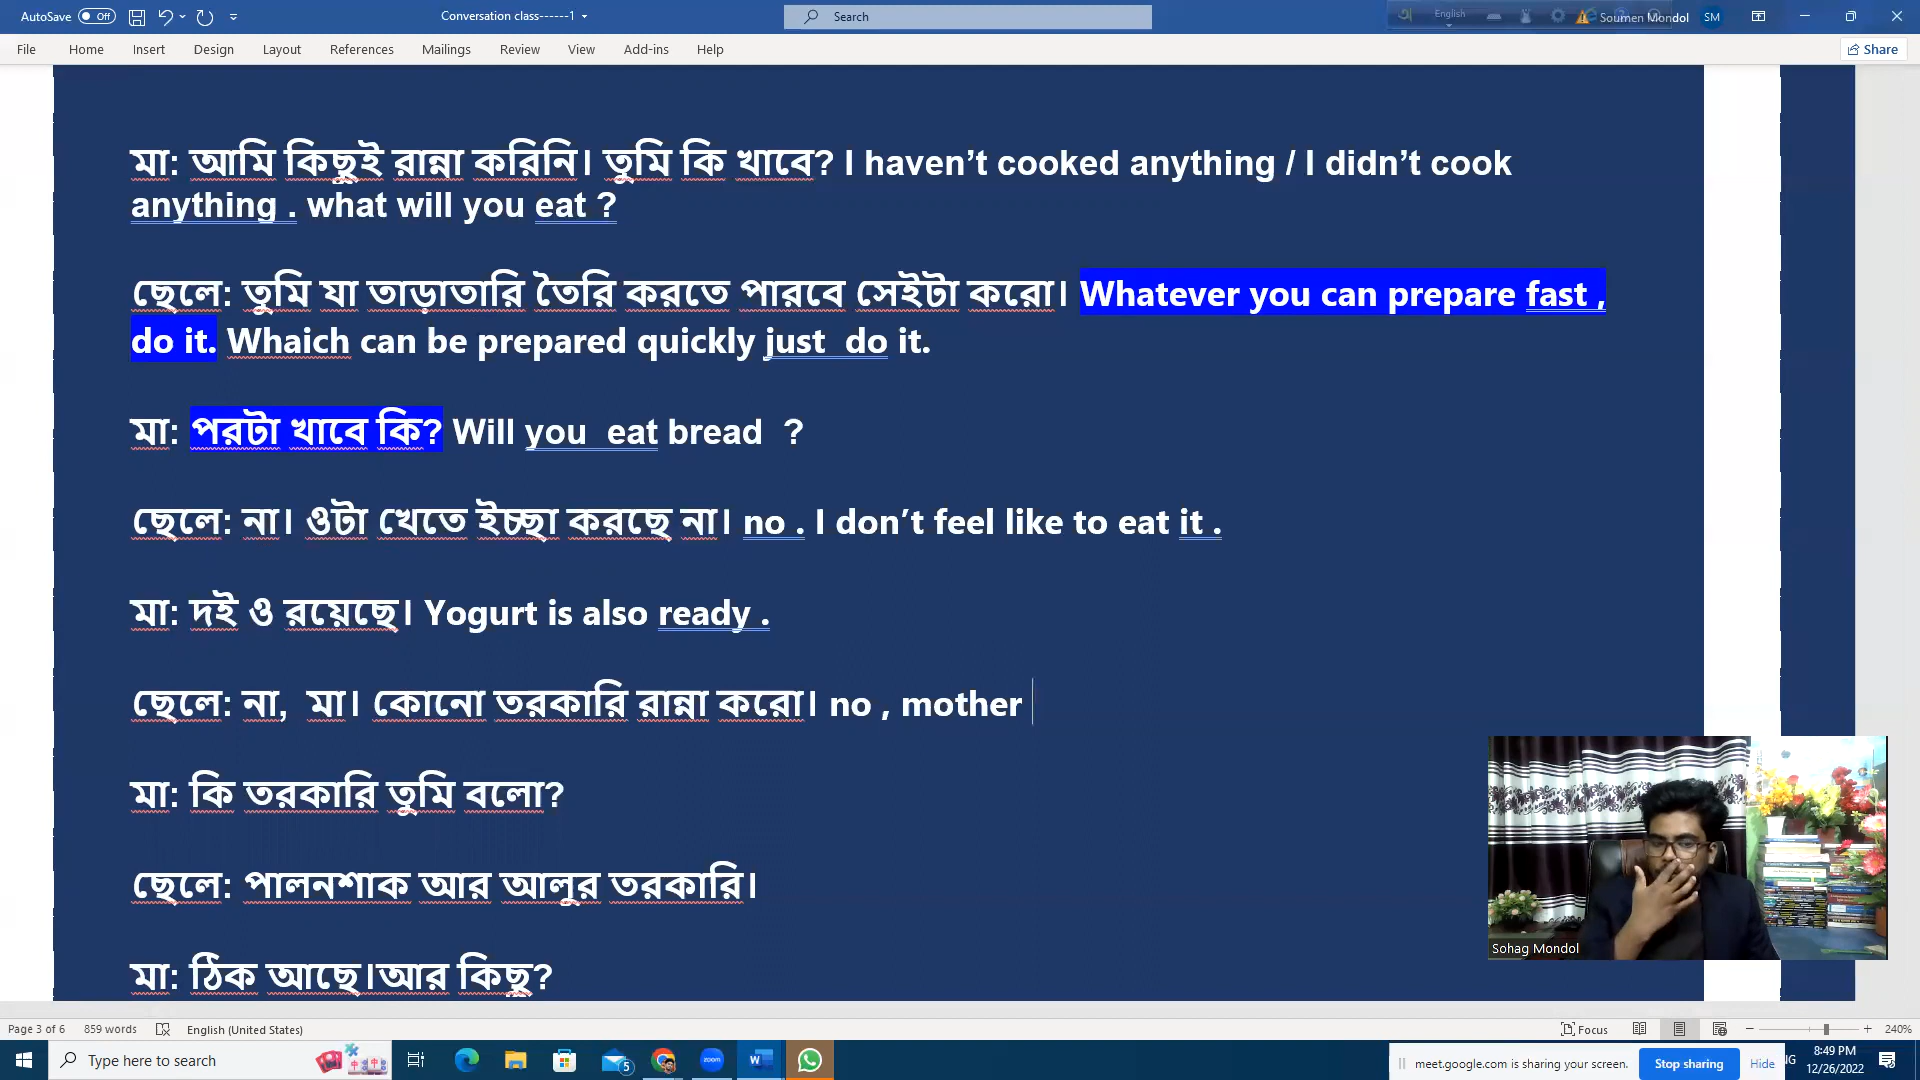 AutoSave Off Conversation class------1 Search English Soumen Mondol SM
File Home Insert Design Layout References Mailings Review View Add-ins Help Share
মা: আমি কিছুই রান্না করিনি। তুমি কি খাবে? I haven’t cooked anything / I didn’t cook
anything . what will you eat ?
ছেলে: তুমি যা তাড়াতারি তৈরি করতে পারবে সেইটা করো। Whatever you can prepare fast ,
do it. Whaich can be prepared quickly just do it.
মা: পরটা খাবে কি? Will you eat bread ?
ছেলে: না। ওটা খেতে ইচ্ছা করছে না। no . I don’t feel like to eat it .
মা: দই ও রয়েছে। Yogurt is also ready .
ছেলে: না, মা। কোনো তরকারি রান্না করো। no , mother
মা: কি তরকারি তুমি বলো?
ছেলে: পালনশাক আর আলুর তরকারি।
Sohag Mondol
মা: ঠিক আছে।আর কিছু?
Page 3 of 6 859 words English (United States) Focus 240%
Type here to search 5 zoom meet.google.com is sharing your screen. Stop sharing Hide NG 8:49 PM
12/26/2022